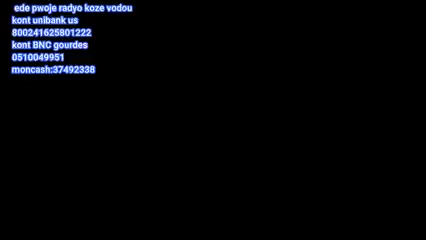 ede pwoje radyo koze vodou
kont unibank us
800241625801222
kont BNC gourdes
0510049951
moncash:37492338